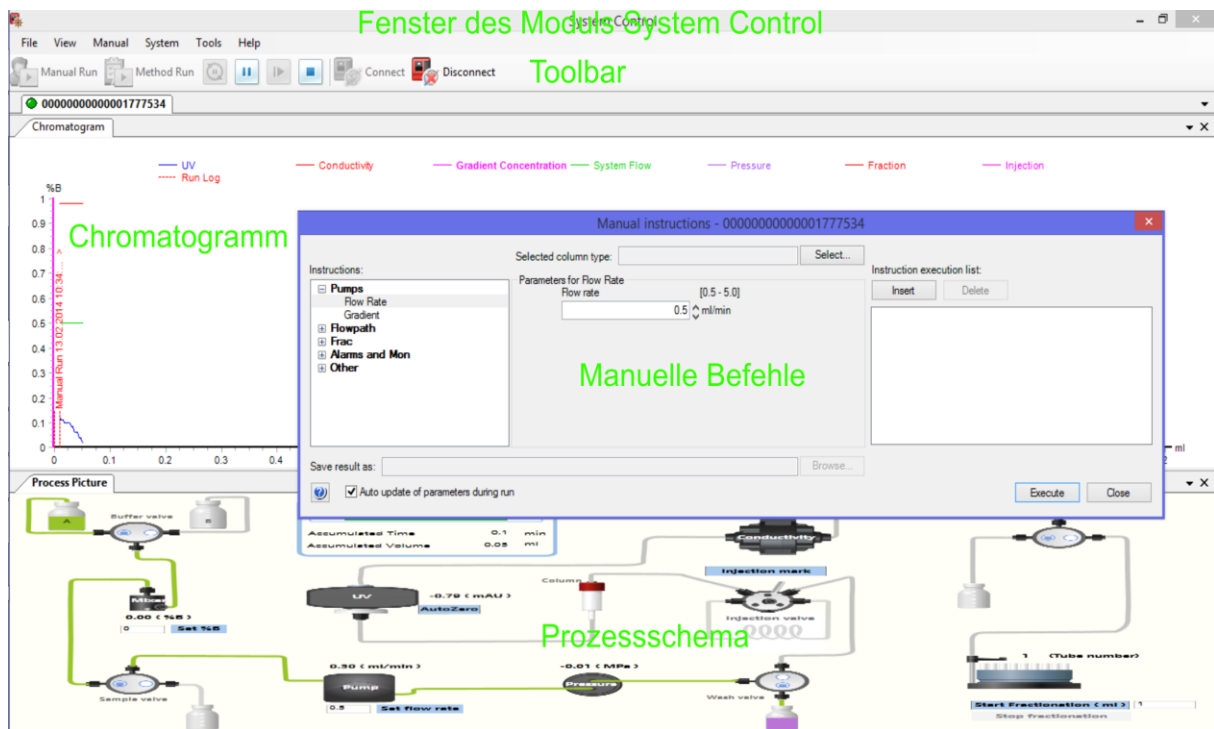 System Control
Fenster des Moduls System Control
File View Manual System Tools Help
Manual Run Method Run Connect Disconnect
Toolbar
00000000000001777534
Chromatogram
UV Conductivity Gradient Concentration System Flow Pressure Fraction Injection
Run Log
%B
1
0.9
0.8
0.7
0.6
0.5
0.4
0.3
0.2
0.1
0
Chromatogramm
Manual Run 13.02.2014 10:34:... >
0 0.1 0.2 0.3 0.4
ml
Manual instructions - 00000000000001777534
Selected column type: Select...
Instructions:
Pumps
Flow Rate
Gradient
Flowpath
Frac
Alarms and Mon
Other
Parameters for Flow Rate
Flow rate [0.5 - 5.0]
0.5 ml/min
Manuelle Befehle
Instruction execution list:
Insert Delete
Save result as: Browse...
Auto update of parameters during run
Execute Close
Process Picture
A Buffer valve B
Accumulated Time 0.1 min
Accumulated Volume 0.05 ml
Conductivity
Injection mark
Column
Mixer
0.00 ( %B )
0 Set %B
UV
-0.79 ( mAU )
AutoZero
Injection valve
Prozessschema
Sample valve
0.50 ( ml/min )
Pump
0.5 Set flow rate
-0.01 ( MPa )
Pressure
Wash valve
1 (Tube number)
Start Fractionation ( ml ) 1
Stop fractionation